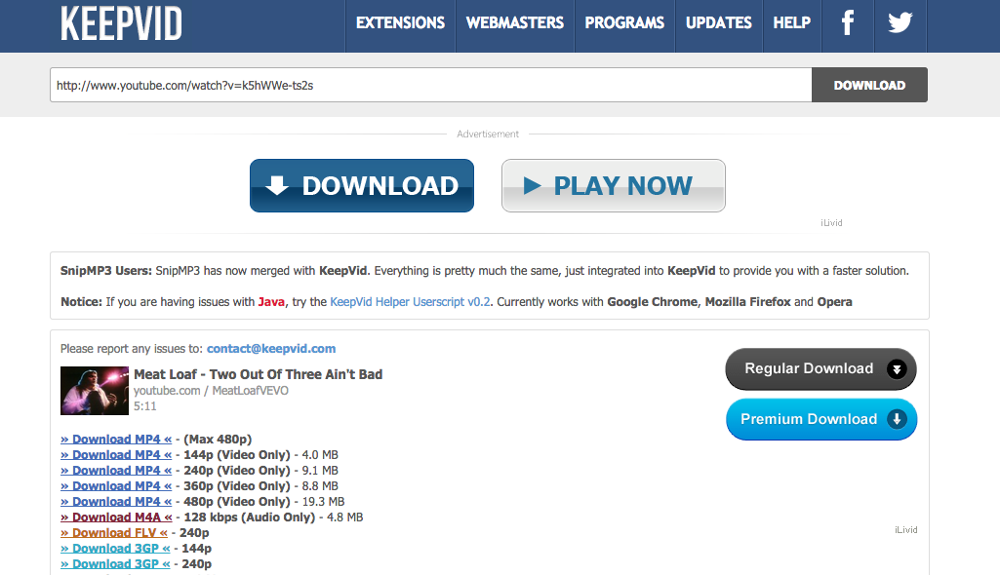 KEEPVID
EXTENSIONS WEBMASTERS PROGRAMS UPDATES HELP f
http://www.youtube.com/watch?v=k5hWWe-ts2s DOWNLOAD
Advertisement
DOWNLOAD PLAY NOW
iLivid
SnipMP3 Users: SnipMP3 has now merged with KeepVid. Everything is pretty much the same, just integrated into KeepVid to provide you with a faster solution.
Notice: If you are having issues with Java, try the KeepVid Helper Userscript v0.2. Currently works with Google Chrome, Mozilla Firefox and Opera
Please report any issues to: contact@keepvid.com
Regular Download
Meat Loaf - Two Out Of Three Ain't Bad
youtube.com / MeatLoafVEVO
5:11
Premium Download
» Download MP4 « - (Max 480p)
» Download MP4 « - 144p (Video Only) - 4.0 MB
» Download MP4 « - 240p (Video Only) - 9.1 MB
» Download MP4 « - 360p (Video Only) - 8.8 MB
» Download MP4 « - 480p (Video Only) - 19.3 MB
» Download M4A « - 128 kbps (Audio Only) - 4.8 MB
» Download FLV « - 240p
iLivid
» Download 3GP « - 144p
» Download 3GP « - 240p